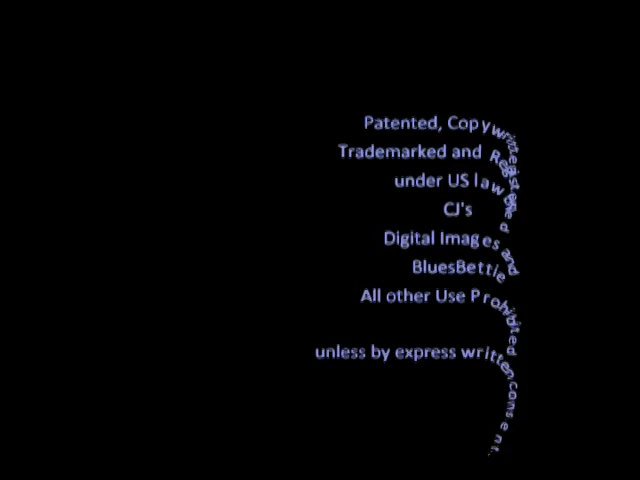 Patented, Copywritten
Trademarked and Registered
under US law
CJ's
Digital Images and
BluesBettie
All other Use Prohibited
unless by express written consent.